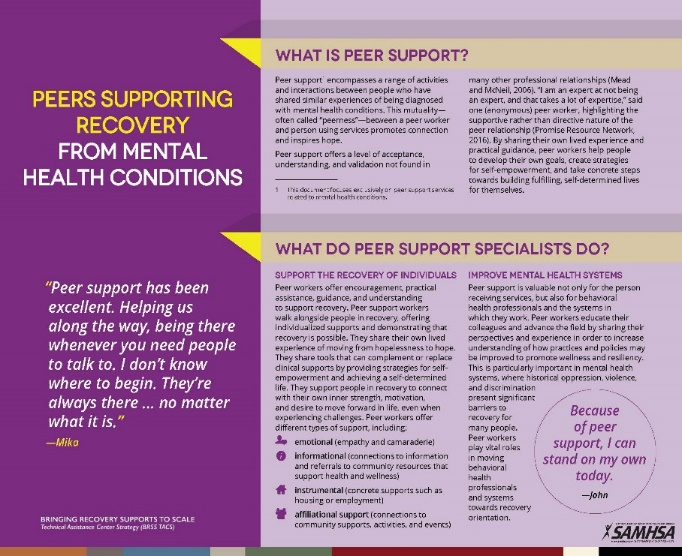 PEERS SUPPORTING
RECOVERY
FROM MENTAL
HEALTH CONDITIONS
"Peer support has been
excellent. Helping us
along the way, being there
whenever you need people
to talk to. I don't know
where to begin. They're
always there ... no matter
what it is."
—Mika
BRINGING RECOVERY SUPPORTS TO SCALE
Technical Assistance Center Strategy (BRSS TACS)
WHAT IS PEER SUPPORT?
Peer support¹ encompasses a range of activities
and interactions between people who have
shared similar experiences of being diagnosed
with mental health conditions. This mutuality—
often called "peerness"—between a peer worker
and person using services promotes connection
and inspires hope.
Peer support offers a level of acceptance,
understanding, and validation not found in
1 This document focuses exclusively on peer support services
related to mental health conditions.
many other professional relationships (Mead
and McNeil, 2006). "I am an expert at not being
an expert, and that takes a lot of expertise," said
one (anonymous) peer worker, highlighting the
supportive rather than directive nature of the
peer relationship (Promise Resource Network,
2016). By sharing their own lived experience and
practical guidance, peer workers help people
to develop their own goals, create strategies
for self-empowerment, and take concrete steps
towards building fulfilling, self-determined lives
for themselves.
WHAT DO PEER SUPPORT SPECIALISTS DO?
SUPPORT THE RECOVERY OF INDIVIDUALS
Peer workers offer encouragement, practical
assistance, guidance, and understanding
to support recovery. Peer support workers
walk alongside people in recovery, offering
individualized supports and demonstrating that
recovery is possible. They share their own lived
experience of moving from hopelessness to hope.
They share tools that can complement or replace
clinical supports by providing strategies for self-
empowerment and achieving a self-determined
life. They support people in recovery to connect
with their own inner strength, motivation,
and desire to move forward in life, even when
experiencing challenges. Peer workers offer
different types of support, including:
emotional (empathy and camaraderie)
informational (connections to information
and referrals to community resources that
support health and wellness)
instrumental (concrete supports such as
housing or employment)
affiliational support (connections to
community supports, activities, and events)
IMPROVE MENTAL HEALTH SYSTEMS
Peer support is valuable not only for the person
receiving services, but also for behavioral
health professionals and the systems in
which they work. Peer workers educate their
colleagues and advance the field by sharing their
perspectives and experience in order to increase
understanding of how practices and policies may
be improved to promote wellness and resiliency.
This is particularly important in mental health
systems, where historical oppression, violence,
and discrimination
present significant
barriers to
recovery for
many people.
Peer workers
play vital roles
in moving
behavioral
health
professionals
and systems
towards recovery
orientation.
Because
of peer
support, I can
stand on my own
today.
—John
SAMHSA